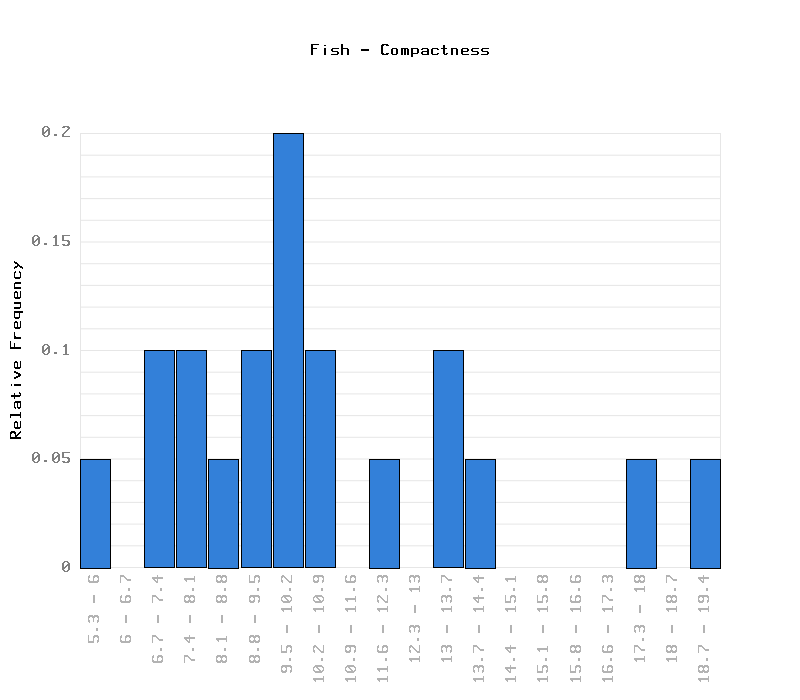 Fish - Compactness
Relative Frequency
0.2
0.15
0.1
0.05
0
5.3 - 6
6 - 6.7
6.7 - 7.4
7.4 - 8.1
8.1 - 8.8
8.8 - 9.5
9.5 - 10.2
10.2 - 10.9
10.9 - 11.6
11.6 - 12.3
12.3 - 13
13 - 13.7
13.7 - 14.4
14.4 - 15.1
15.1 - 15.8
15.8 - 16.6
16.6 - 17.3
17.3 - 18
18 - 18.7
18.7 - 19.4